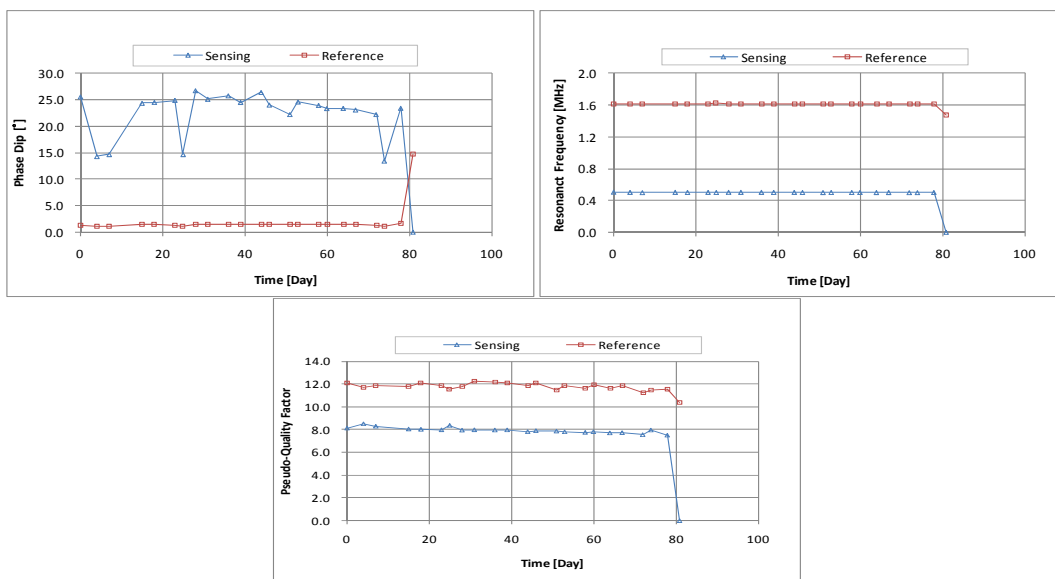 Sensing Reference
30.0
25.0
20.0
15.0
10.0
5.0
0.0
Phase Dip [°]
0 20 40 60 80 100
Time [Day]
Sensing Reference
2.0
1.6
1.2
0.8
0.4
0.0
Resonanct Frequency [MHz]
0 20 40 60 80 100
Time [Day]
Sensing Reference
14.0
12.0
10.0
8.0
6.0
4.0
2.0
0.0
Pseudo-Quality Factor
0 20 40 60 80 100
Time [Day]